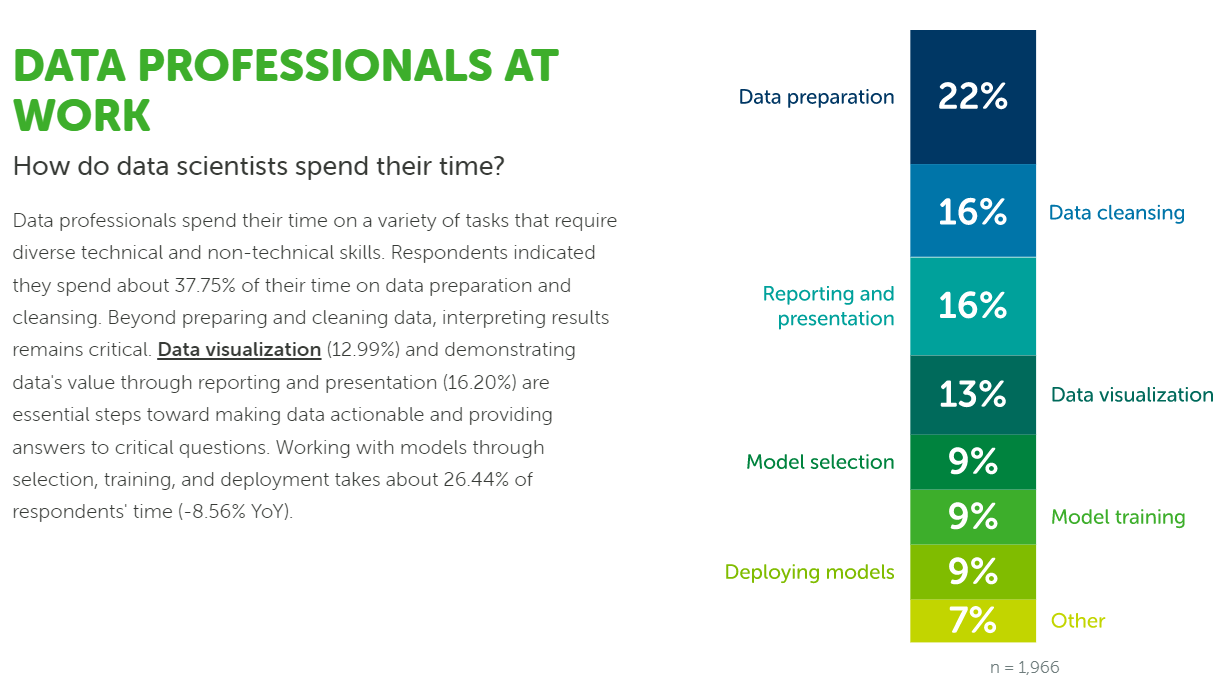 DATA PROFESSIONALS AT
WORK
How do data scientists spend their time?
Data professionals spend their time on a variety of tasks that require
diverse technical and non-technical skills. Respondents indicated
they spend about 37.75% of their time on data preparation and
cleansing. Beyond preparing and cleaning data, interpreting results
remains critical. Data visualization (12.99%) and demonstrating
data's value through reporting and presentation (16.20%) are
essential steps toward making data actionable and providing
answers to critical questions. Working with models through
selection, training, and deployment takes about 26.44% of
respondents' time (-8.56% YoY).
Data preparation 22%
16% Data cleansing
Reporting and
presentation 16%
13% Data visualization
Model selection 9%
9% Model training
Deploying models 9%
7% Other
n = 1,966